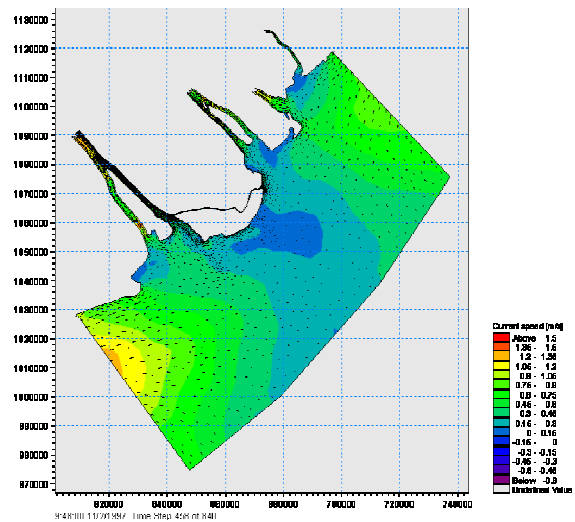 1130000
1120000
1110000
1100000
1090000
1080000
1070000
1060000
1050000
1040000
1030000
1020000
1010000
1000000
990000
980000
970000
620000 640000 660000 680000 700000 720000 740000
Current speed [m/s]
Above 1.5
1.35 - 1.5
1.2 - 1.35
1.05 - 1.2
0.9 - 1.05
0.75 - 0.9
0.6 - 0.75
0.45 - 0.6
0.3 - 0.45
0.15 - 0.3
0 - 0.15
-0.15 - 0
-0.3 - -0.15
-0.45 - -0.3
-0.6 - -0.45
Below -0.6
Undefined Value
11/2/1997 Time Step 458 of 840